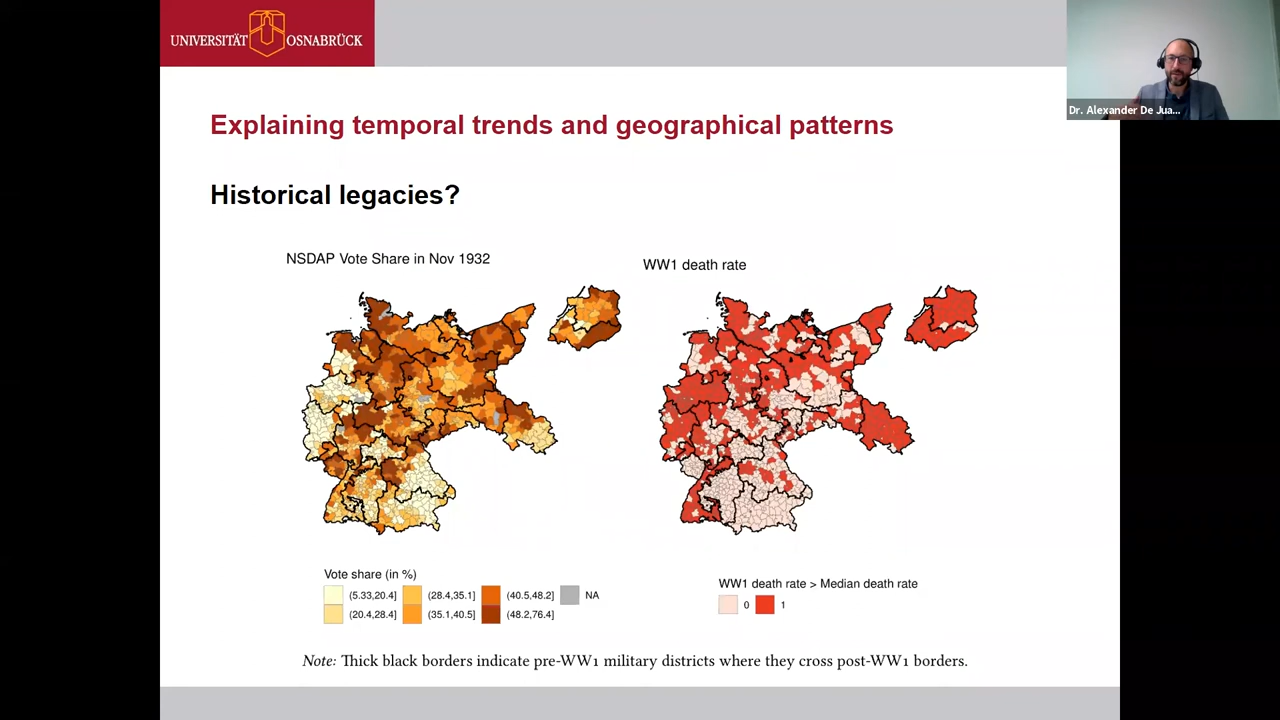 UNIVERSITÄT OSNABRÜCK
Dr. Alexander De Jua...
Explaining temporal trends and geographical patterns
Historical legacies?
NSDAP Vote Share in Nov 1932
WW1 death rate
Vote share (in %)
(5.33,20.4] (28.4,35.1] (40.5,48.2] NA
(20.4,28.4] (35.1,40.5] (48.2,76.4]
WW1 death rate > Median death rate
0 1
Note: Thick black borders indicate pre-WW1 military districts where they cross post-WW1 borders.